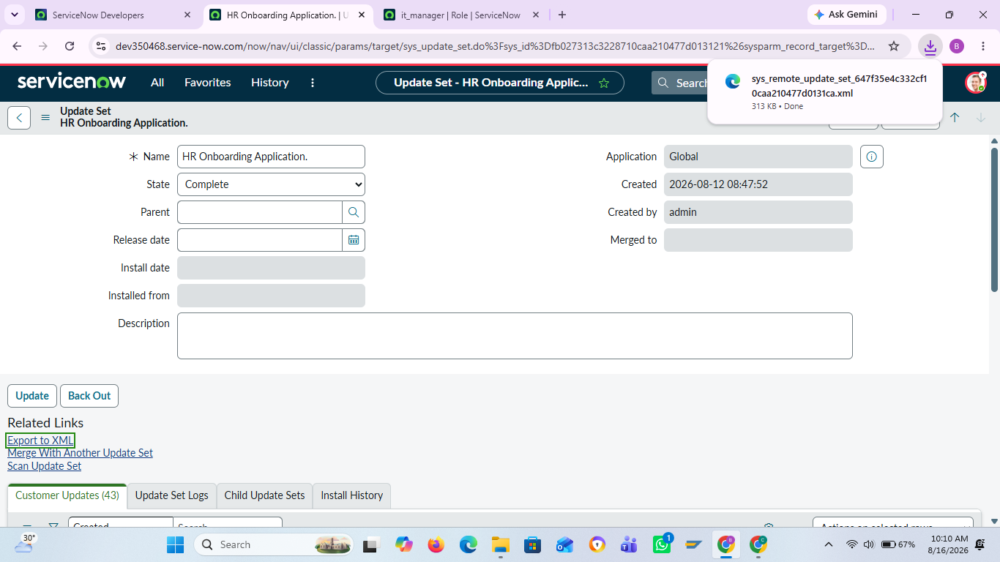 ServiceNow Developers
HR Onboarding Application. | U
it_manager | Role | ServiceNow
Ask Gemini
dev350468.service-now.com/now/nav/ui/classic/params/target/sys_update_set.do%3Fsys_id%3Dfb027313c3228710caa210477d013121%26sysparm_record_target%3D...
B
servicenow
All
Favorites
History
Update Set - HR Onboarding Applic...
Search
sys_remote_update_set_647f35e4c332cf1
0caa210477d0131ca.xml
313 KB • Done
Update Set
HR Onboarding Application.
Name
HR Onboarding Application.
Application
Global
State
Complete
Created
2026-08-12 08:47:52
Parent
Created by
admin
Release date
Merged to
Install date
Installed from
Description
Update
Back Out
Related Links
Export to XML
Merge With Another Update Set
Scan Update Set
Customer Updates (43)
Update Set Logs
Child Update Sets
Install History
Created
Search
Actions on selected rows...
30°
Search
1
B
C
67%
10:10 AM
8/16/2026